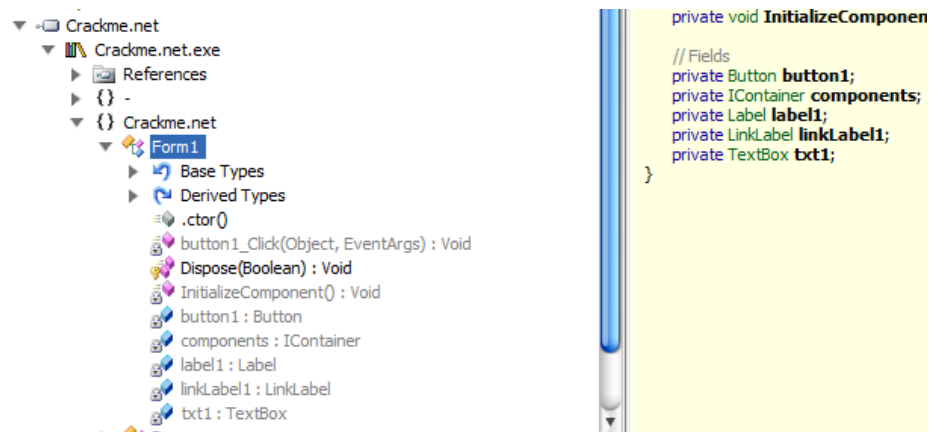 Crackme.net
Crackme.net.exe
References
{} -
{} Crackme.net
Form1
Base Types
Derived Types
.ctor()
button1_Click(Object, EventArgs) : Void
Dispose(Boolean) : Void
InitializeComponent() : Void
button1 : Button
components : IContainer
label1 : Label
linkLabel1 : LinkLabel
txt1 : TextBox
private void InitializeComponen
// Fields
private Button button1;
private IContainer components;
private Label label1;
private LinkLabel linkLabel1;
private TextBox txt1;
}